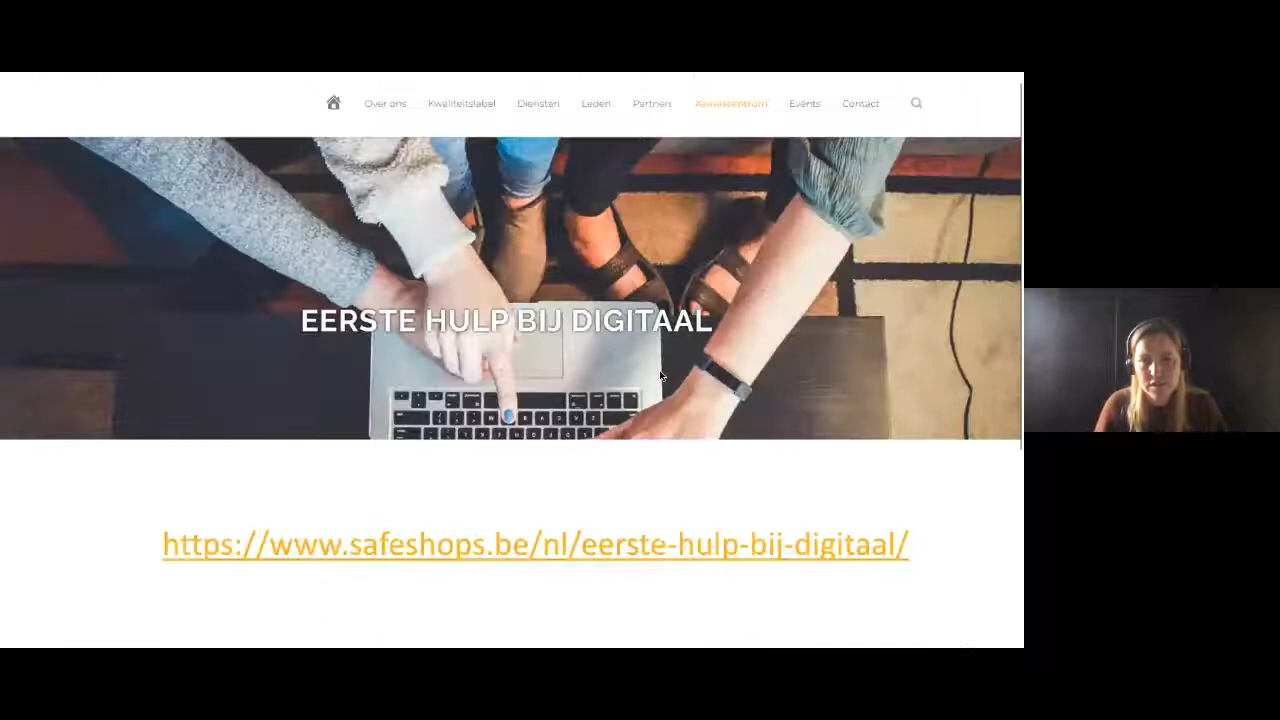 Over ons Kwaliteitslabel Diensten Leden Partners Kenniscentrum Events Contact
EERSTE HULP BIJ DIGITAAL
https://www.safeshops.be/nl/eerste-hulp-bij-digitaal/